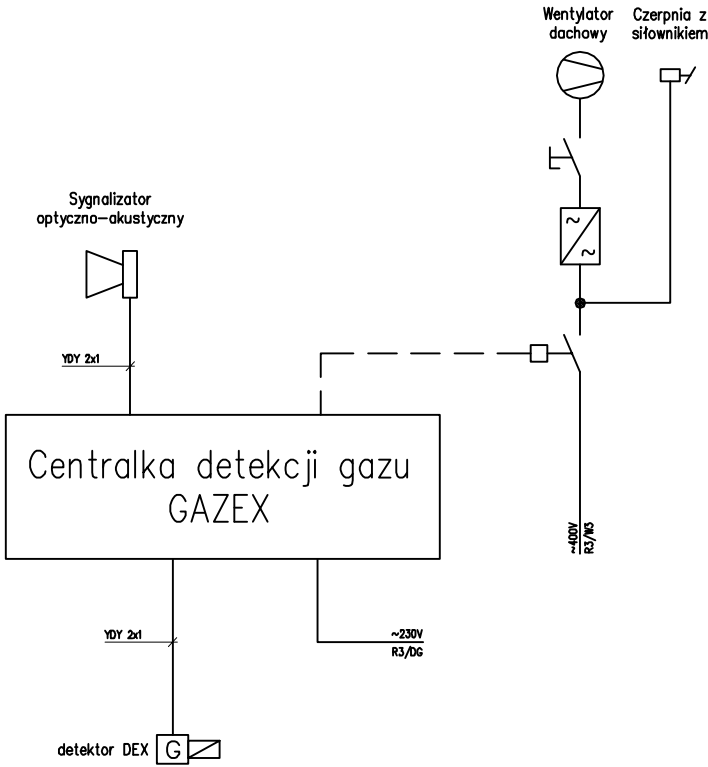 Wentylator
dachowy
Czerpnia z
siłownikiem
Sygnalizator
optyczno-akustyczny
YDY 2x1
Centralka detekcji gazu
GAZEX
~400V
R3/W3
YDY 2x1
~230V
R3/DG
detektor DEX
G